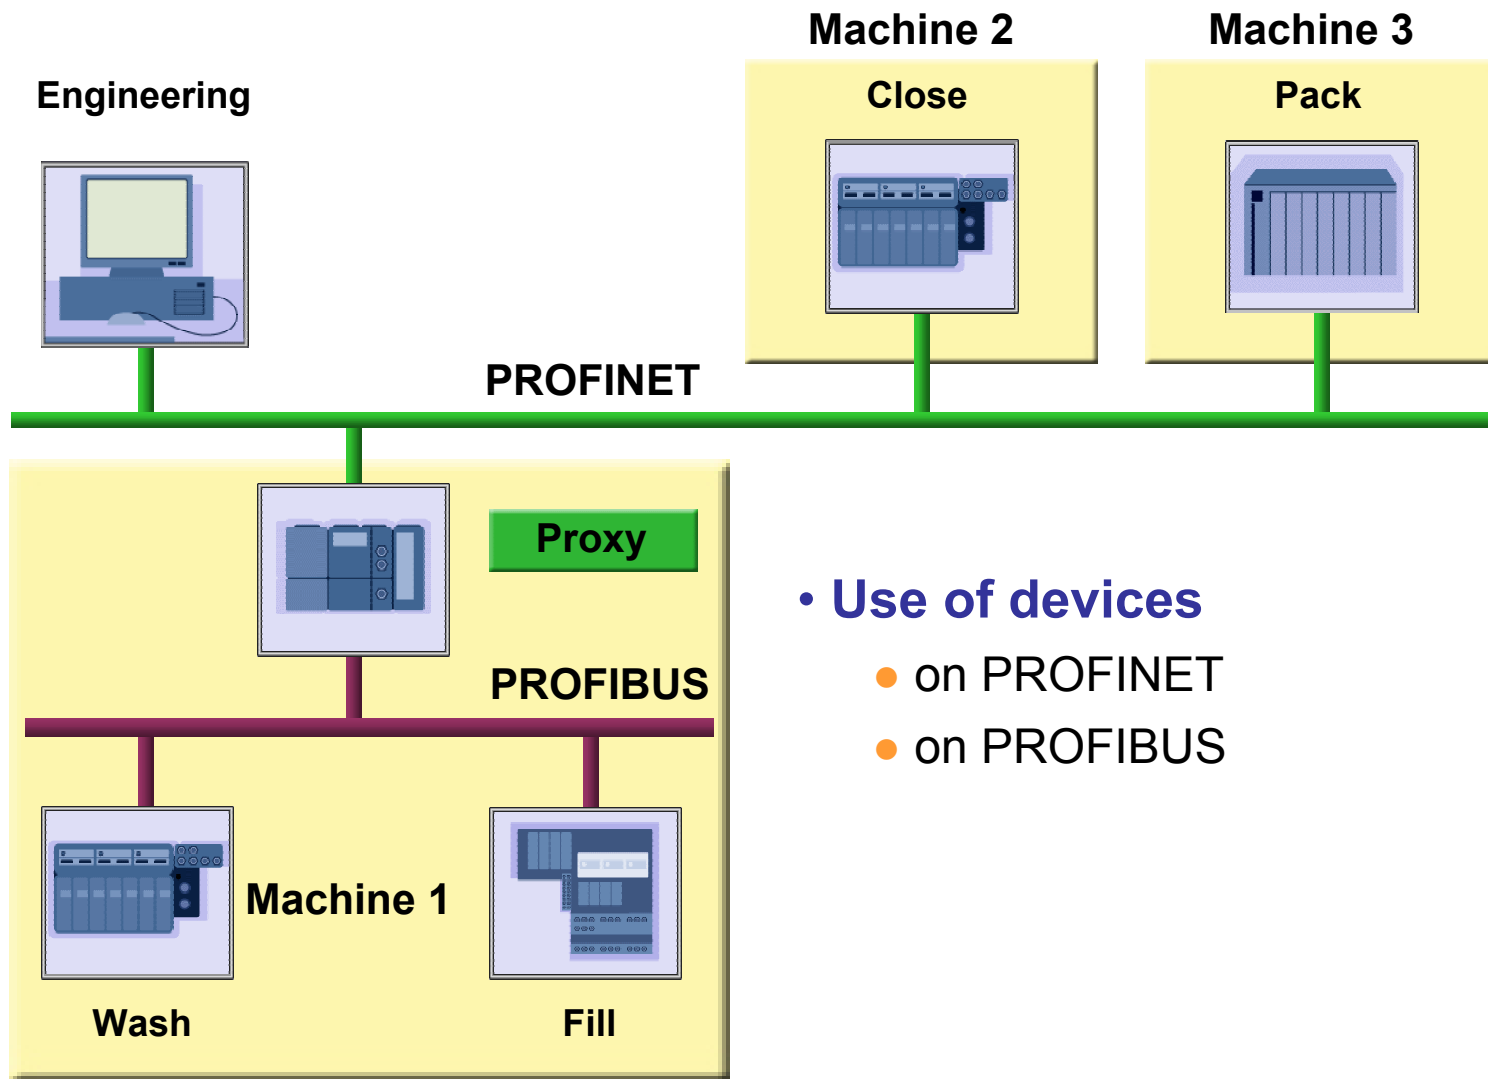 Machine 2
Machine 3
Engineering
Close
Pack
PROFINET
Proxy
• Use of devices
● on PROFINET
PROFIBUS
● on PROFIBUS
Machine 1
Wash
Fill